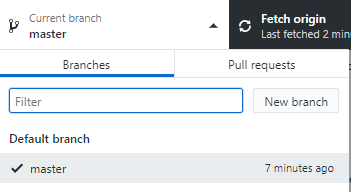 Current branch
master
Fetch origin
Last fetched 2 minu
Branches
Pull requests
Filter
New branch
Default branch
master
7 minutes ago